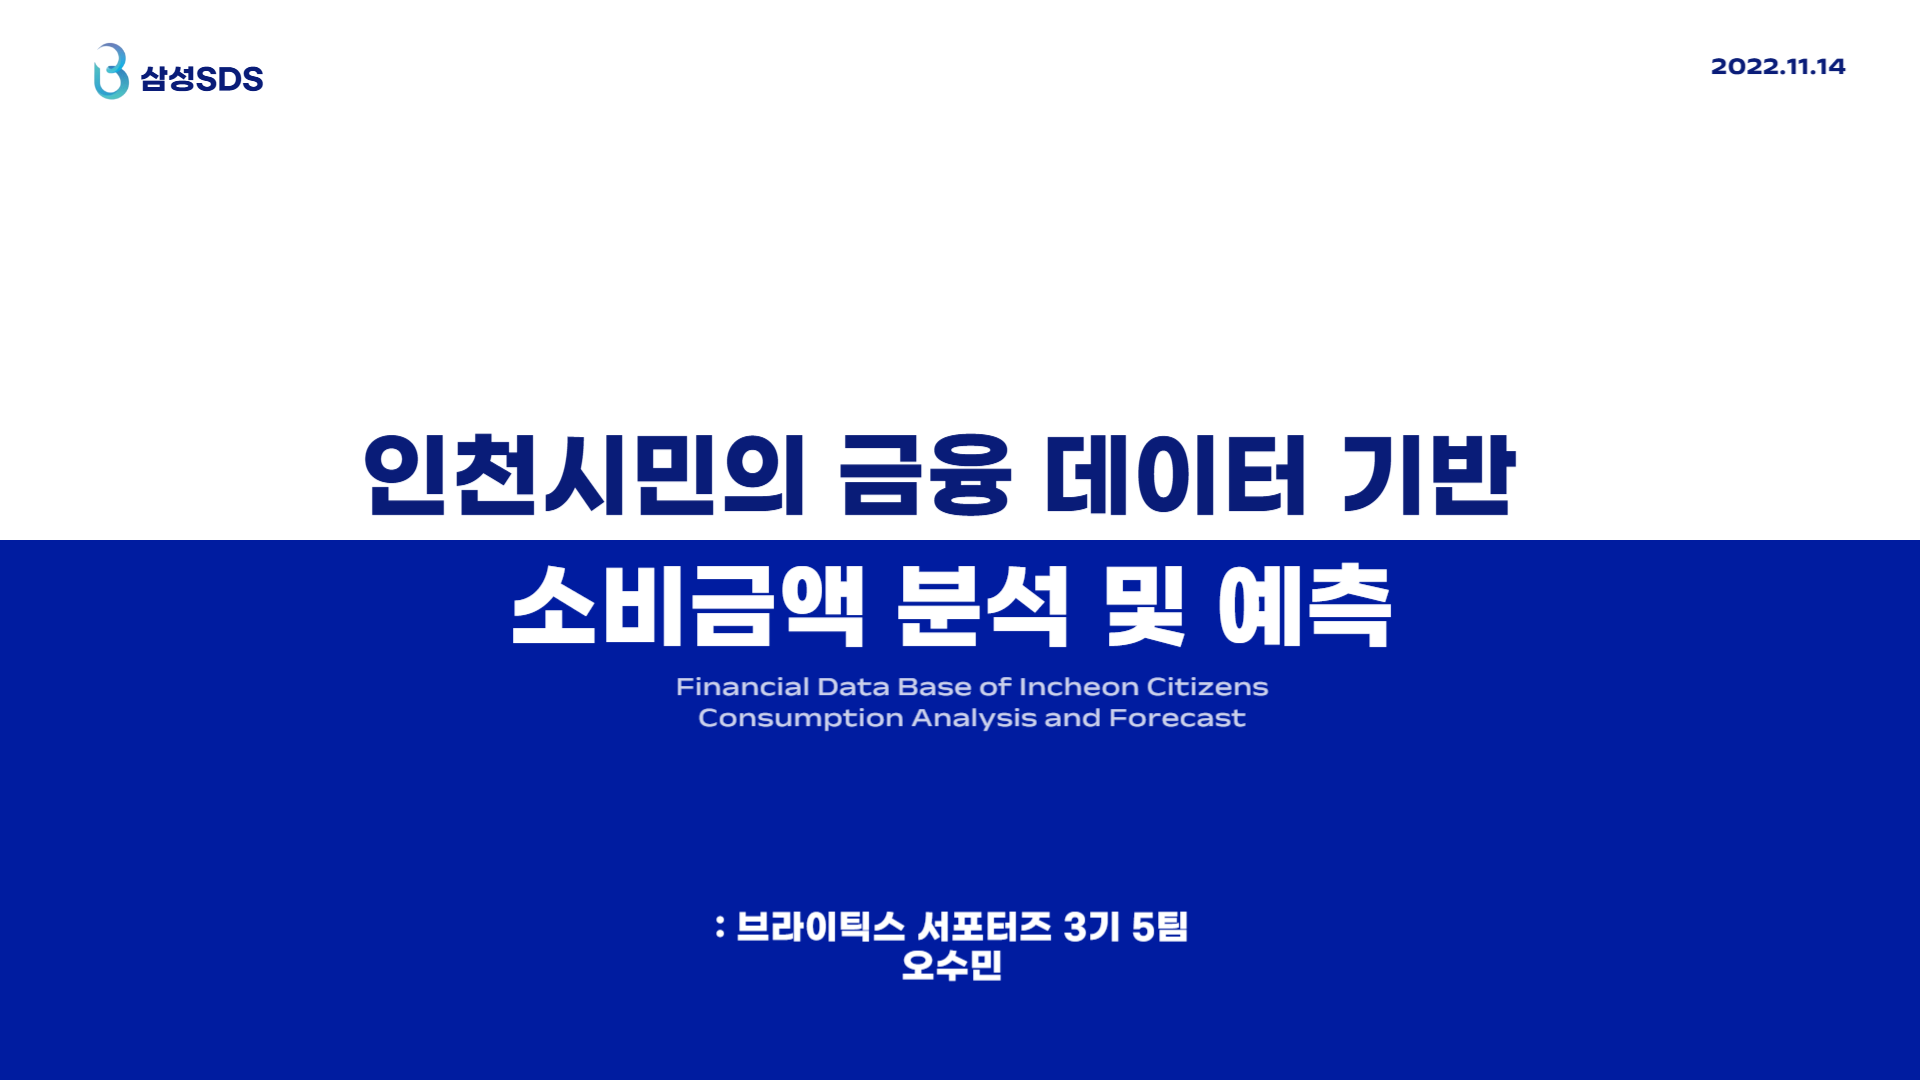 삼성SDS
2022.11.14
인천시민의 금융 데이터 기반
소비금액 분석 및 예측
Financial Data Base of Incheon Citizens
Consumption Analysis and Forecast
: 브라이틱스 서포터즈 3기 5팀
오수민